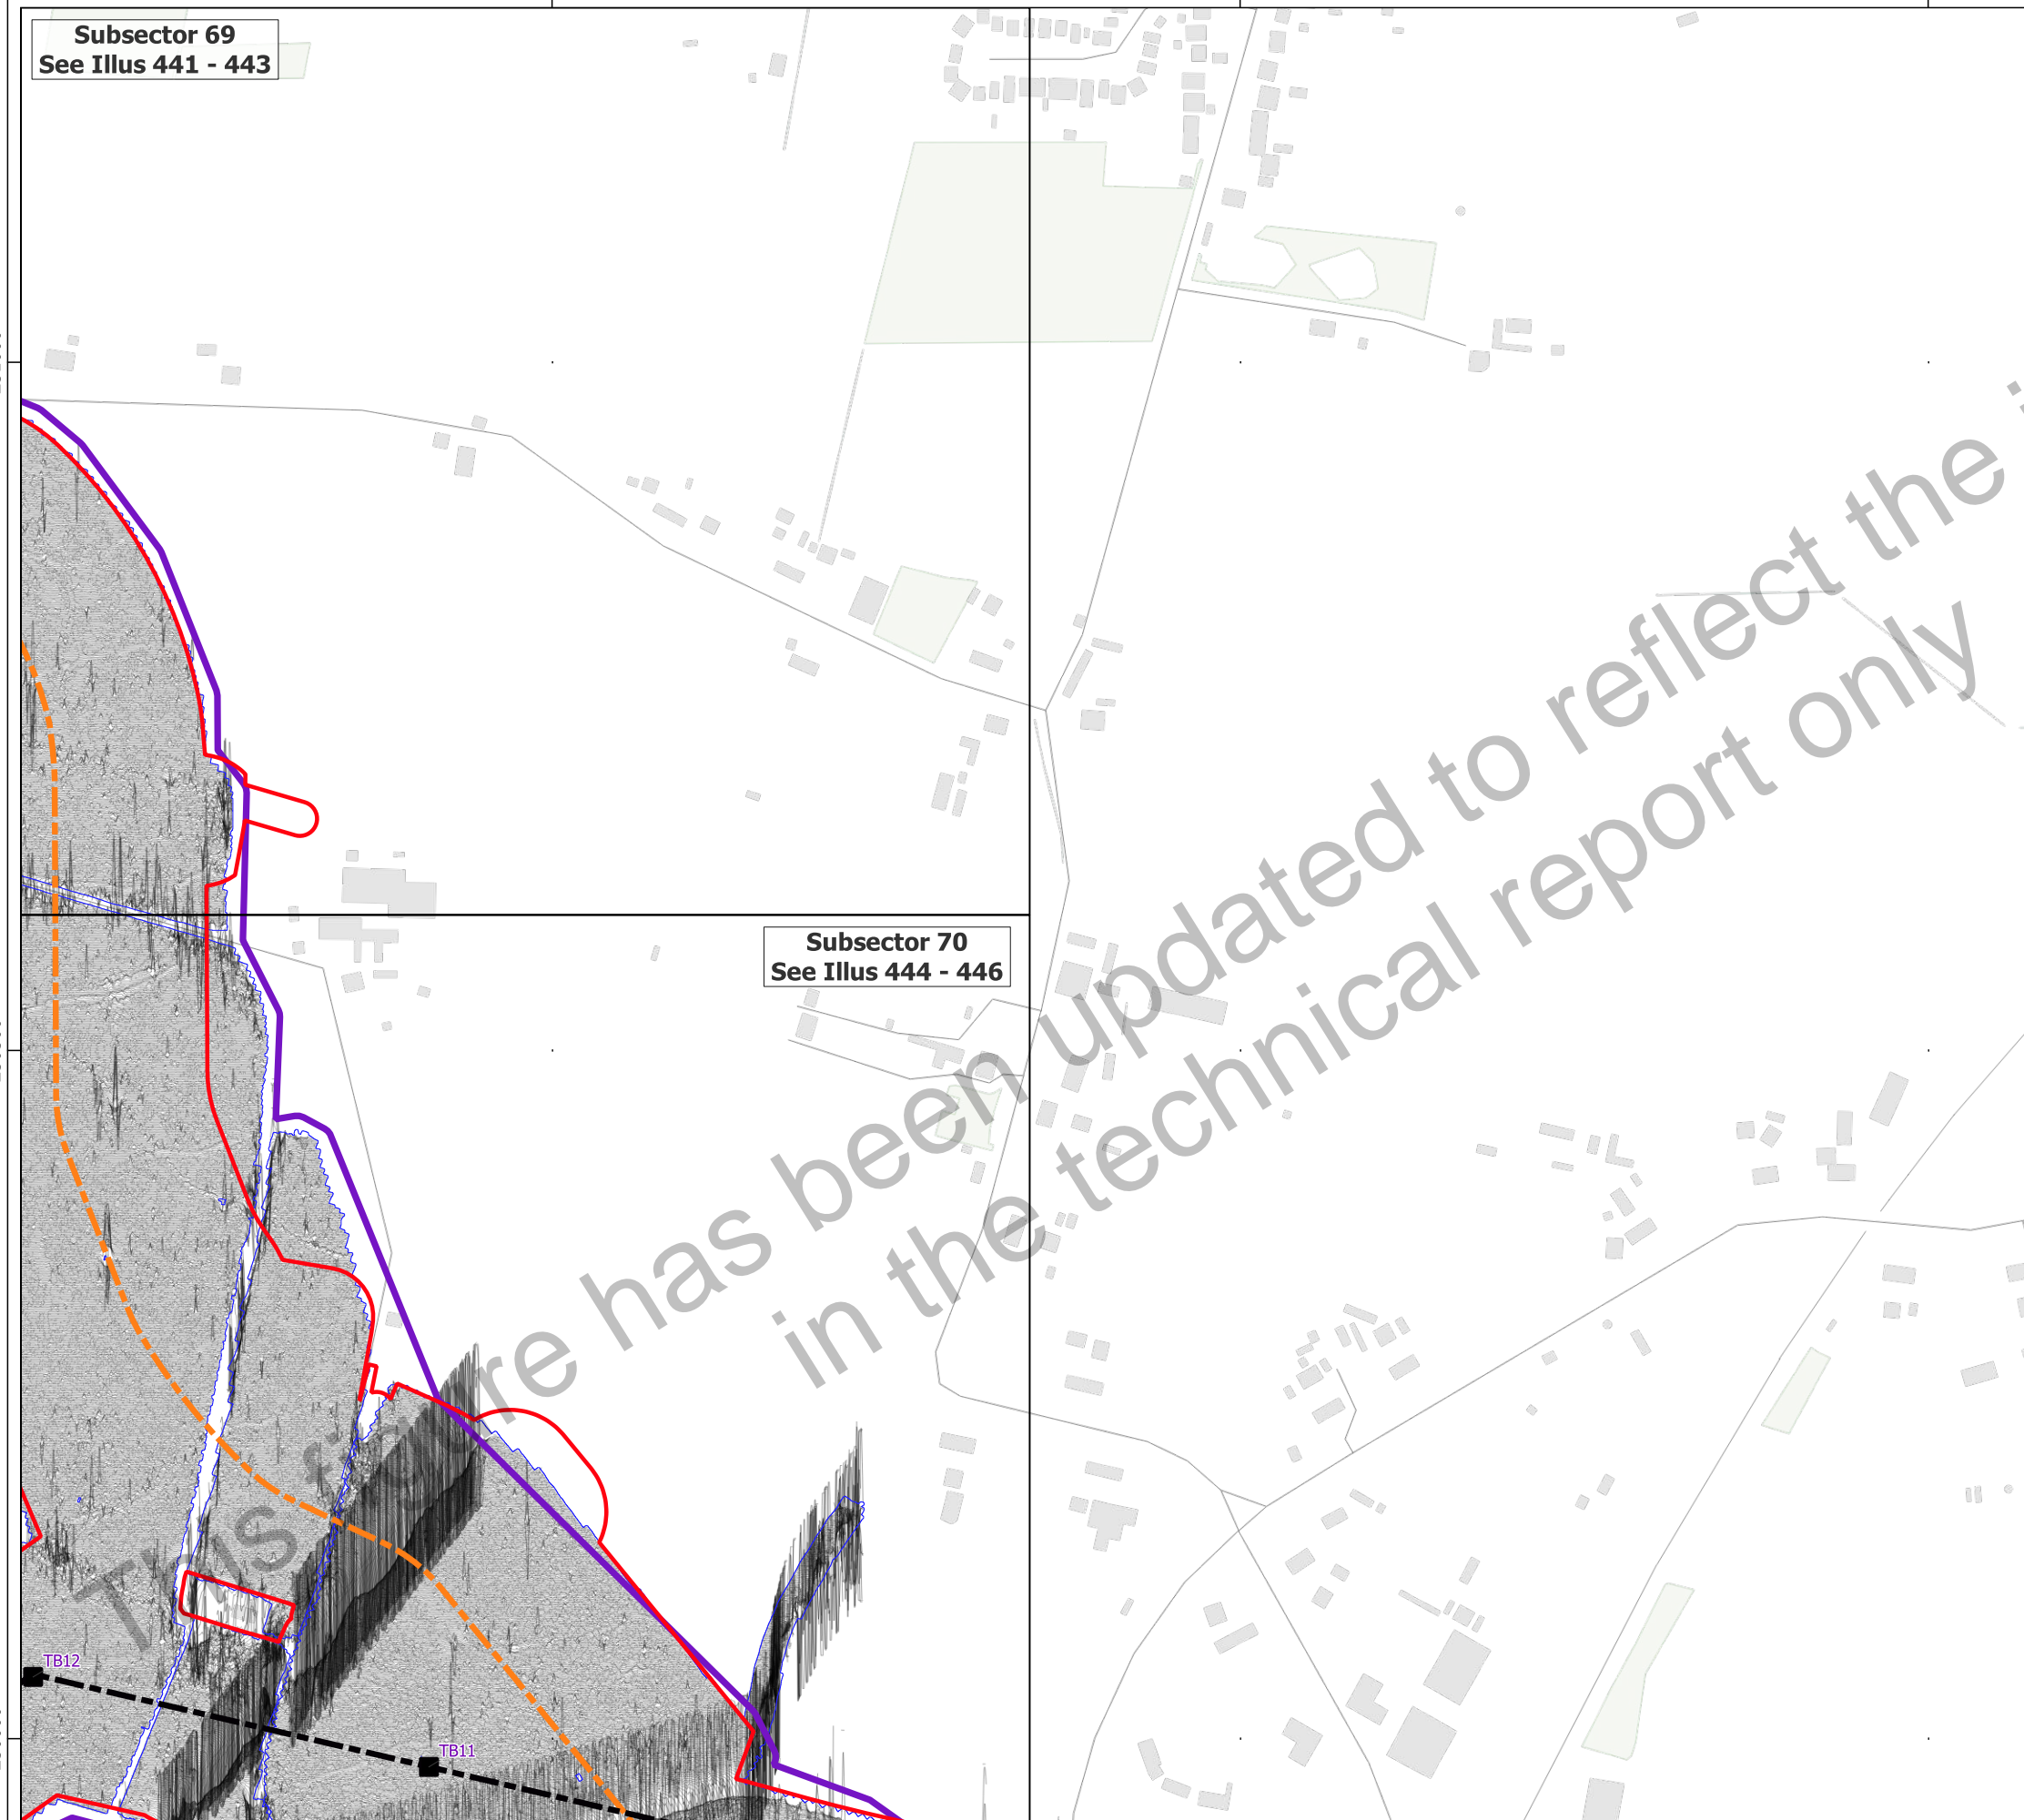 Subsector 69
See Illus 441 - 443
Subsector 70
See Illus 444 - 446
This figure has been updated to reflect the
in the technical report only
TB12
TB11